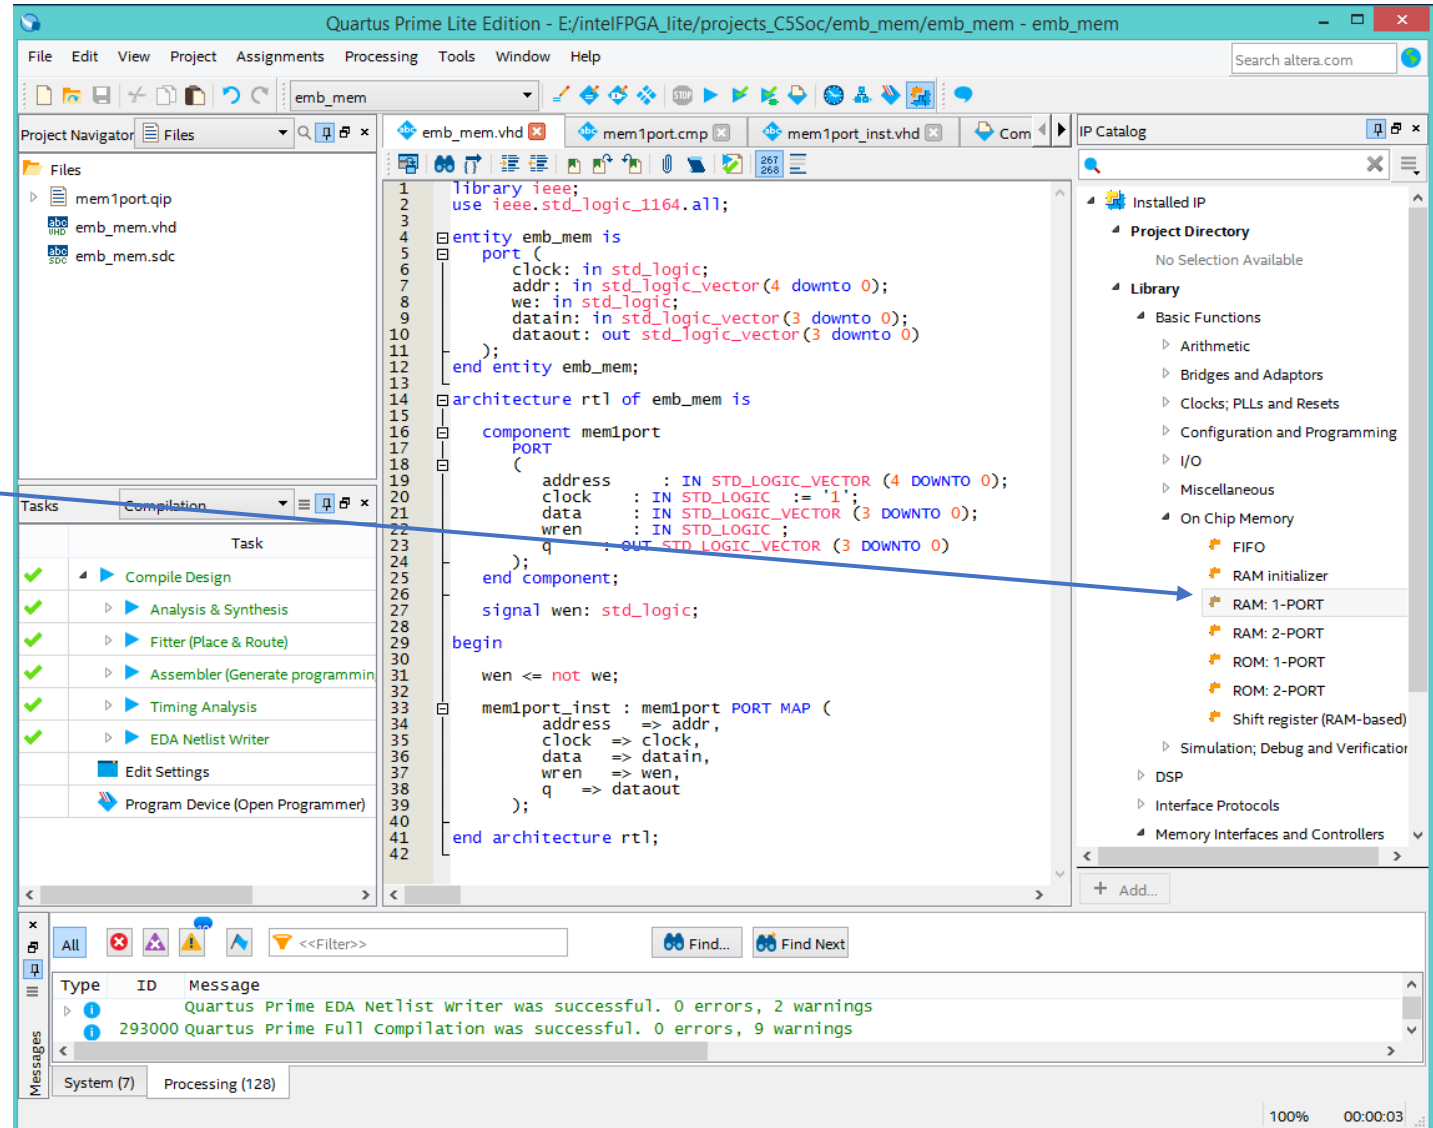 Quartus Prime Lite Edition - E:/intelFPGA_lite/projects_C5Soc/emb_mem/emb_mem - emb_mem
File Edit View Project Assignments Processing Tools Window Help
Search altera.com
emb_mem
Project Navigator Files
Files
mem1port.qip
emb_mem.vhd
emb_mem.sdc
Tasks Compilation
Task
Compile Design
Analysis & Synthesis
Fitter (Place & Route)
Assembler (Generate programmin
Timing Analysis
EDA Netlist Writer
Edit Settings
Program Device (Open Programmer)
emb_mem.vhd mem1port.cmp mem1port_inst.vhd Com
267
268
1 library ieee;
2 use ieee.std_logic_1164.all;
3
4 entity emb_mem is
5 port (
6 clock: in std_logic;
7 addr: in std_logic_vector(4 downto 0);
8 we: in std_logic;
9 datain: in std_logic_vector(3 downto 0);
10 dataout: out std_logic_vector(3 downto 0)
11 );
12 end entity emb_mem;
13
14 architecture rtl of emb_mem is
15
16 component mem1port
17 PORT
18 (
19 address : IN STD_LOGIC_VECTOR (4 DOWNTO 0);
20 clock : IN STD_LOGIC := '1';
21 data : IN STD_LOGIC_VECTOR (3 DOWNTO 0);
22 wren : IN STD_LOGIC ;
23 q : OUT STD_LOGIC_VECTOR (3 DOWNTO 0)
24 );
25 end component;
26
27 signal wen: std_logic;
28
29 begin
30
31 wen <= not we;
32
33 mem1port_inst : mem1port PORT MAP (
34 address => addr,
35 clock => clock,
36 data => datain,
37 wren => wen,
38 q => dataout
39 );
40
41 end architecture rtl;
42
IP Catalog
Installed IP
Project Directory
No Selection Available
Library
Basic Functions
Arithmetic
Bridges and Adaptors
Clocks; PLLs and Resets
Configuration and Programming
I/O
Miscellaneous
On Chip Memory
FIFO
RAM initializer
RAM: 1-PORT
RAM: 2-PORT
ROM: 1-PORT
ROM: 2-PORT
Shift register (RAM-based)
Simulation; Debug and Verification
DSP
Interface Protocols
Memory Interfaces and Controllers
+ Add...
All <<Filter>> Find... Find Next
Type ID Message
Quartus Prime EDA Netlist Writer was successful. 0 errors, 2 warnings
293000 Quartus Prime Full Compilation was successful. 0 errors, 9 warnings
Messages
System (7) Processing (128)
100% 00:00:03